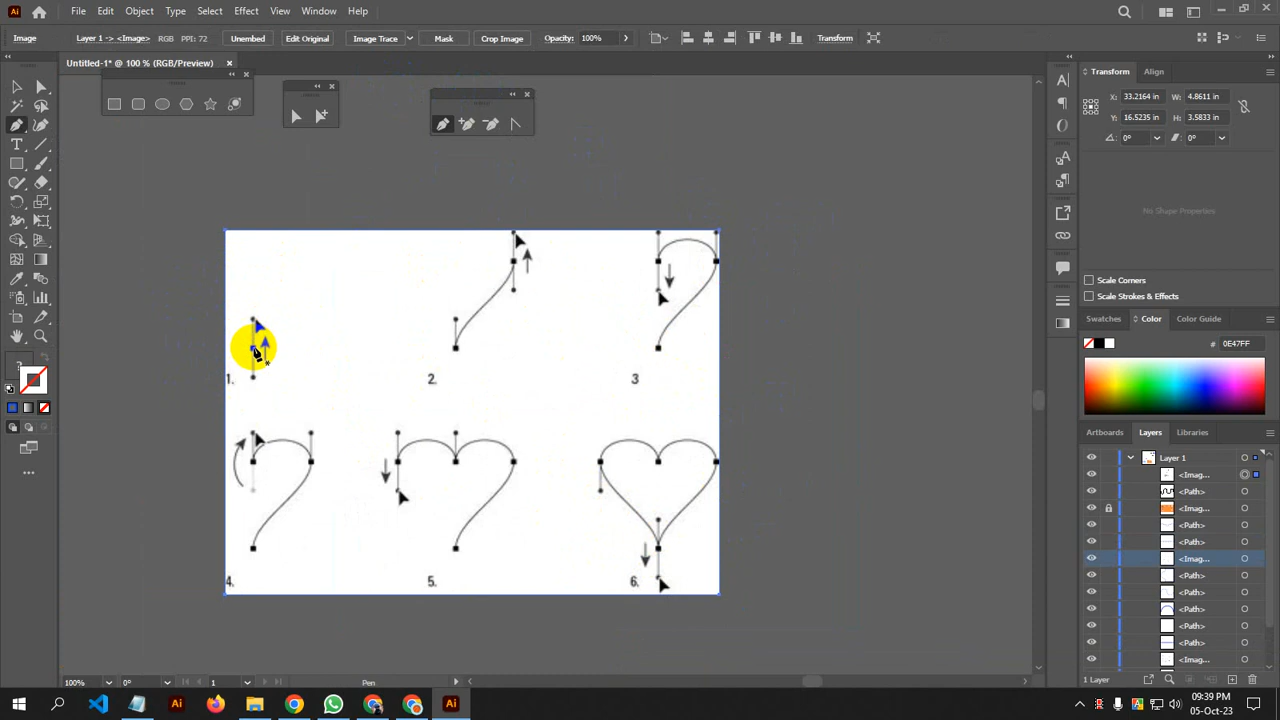 Ai
File Edit Object Type Select Effect View Window Help
Image Layer 1 -> <Image> RGB PPI: 72 Unembed Edit Original Image Trace Mask Crop Image Opacity: 100% Transform
Untitled-1* @ 100 % (RGB/Preview)
Transform Align
X: 33.2164 in W: 4.8611 in
Y: 16.5235 in H: 3.5833 in
0° 0°
No Shape Properties
Scale Corners
Scale Strokes & Effects
Swatches Color Color Guide
# 0E47FF
1. 2. 3
4. 5. 6.
Artboards Layers Libraries
Layer 1
<Imag...
<Path>
<Imag...
<Path>
<Path>
<Imag...
<Path>
<Path>
<Path>
<Path>
<Path>
<Imag...
1 Layer
100% 0° 1 Pen
09:39 PM
05-Oct-23